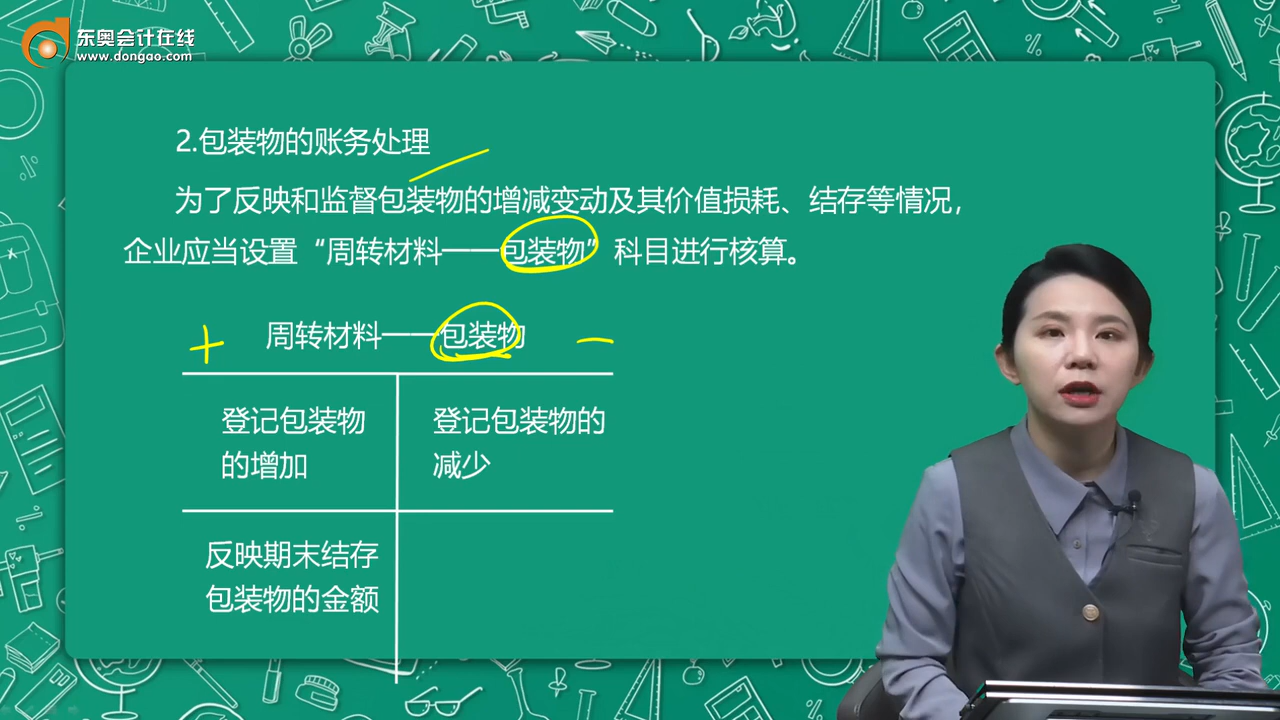 东奥会计在线
www.dongao.com
2.包装物的账务处理
为了反映和监督包装物的增减变动及其价值损耗、结存等情况，
企业应当设置“周转材料——包装物”科目进行核算。
+ 周转材料——包装物 —
登记包装物
的增加
登记包装物的
减少
反映期末结存
包装物的金额